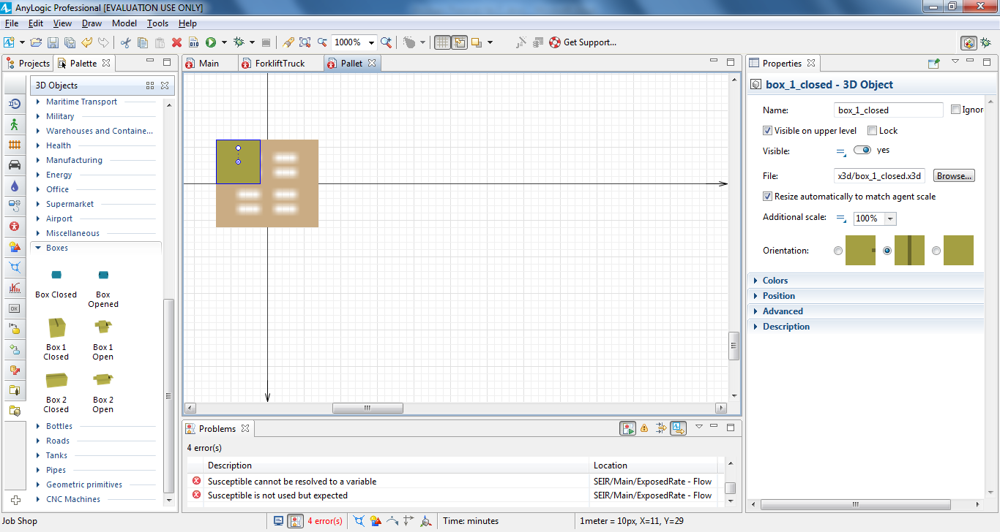 AnyLogic Professional [EVALUATION USE ONLY]
File Edit View Draw Model Tools Help
1000% Get Support...
Projects Palette
Main ForkliftTruck Pallet
Properties
3D Objects
Maritime Transport
Military
Warehouses and Containe...
Health
Manufacturing
Energy
Office
Supermarket
Airport
Miscellaneous
Boxes
Box Closed
Box Opened
Box 1 Closed
Box 1 Open
Box 2 Closed
Box 2 Open
Bottles
Roads
Tanks
Pipes
Geometric primitives
CNC Machines
box_1_closed - 3D Object
Name: box_1_closed Ignor
Visible on upper level Lock
Visible: yes
File: x3d/box_1_closed.x3d Browse...
Resize automatically to match agent scale
Additional scale: 100%
Orientation:
Colors
Position
Advanced
Description
Problems
4 error(s)
Description Location
Susceptible cannot be resolved to a variable SEIR/Main/ExposedRate - Flow
Susceptible is not used but expected SEIR/Main/ExposedRate - Flow
Job Shop 4 error(s) Time: minutes 1meter = 10px, X=11, Y=29